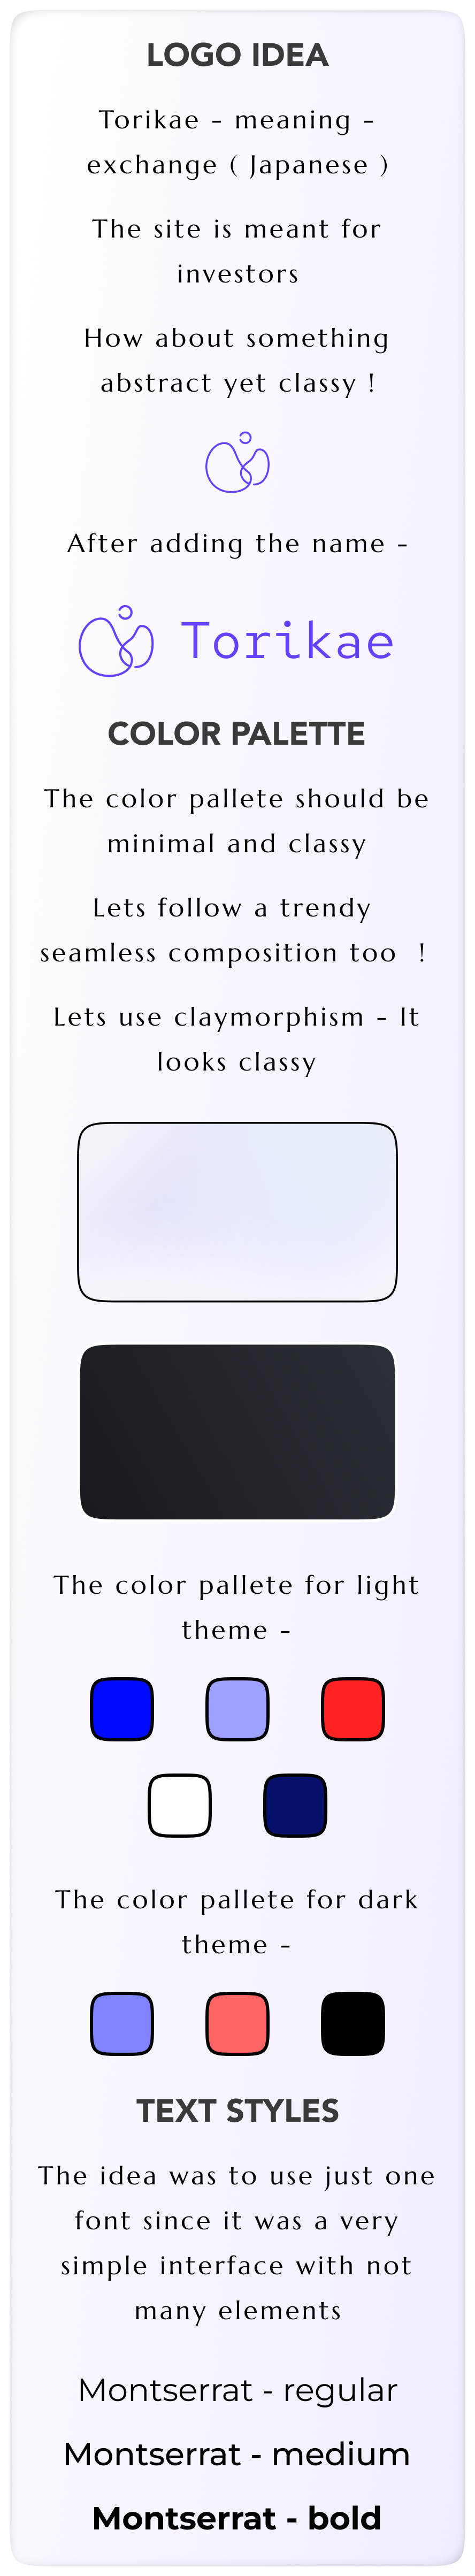 LOGO IDEA
Torikae - meaning -
exchange ( Japanese )
The site is meant for
investors
How about something
abstract yet classy !
After adding the name -
Torikae
COLOR PALETTE
The color pallete should be
minimal and classy
Lets follow a trendy
seamless composition too !
Lets use claymorphism - It
looks classy
The color pallete for light
theme -
The color pallete for dark
theme -
TEXT STYLES
The idea was to use just one
font since it was a very
simple interface with not
many elements
Montserrat - regular
Montserrat - medium
Montserrat - bold